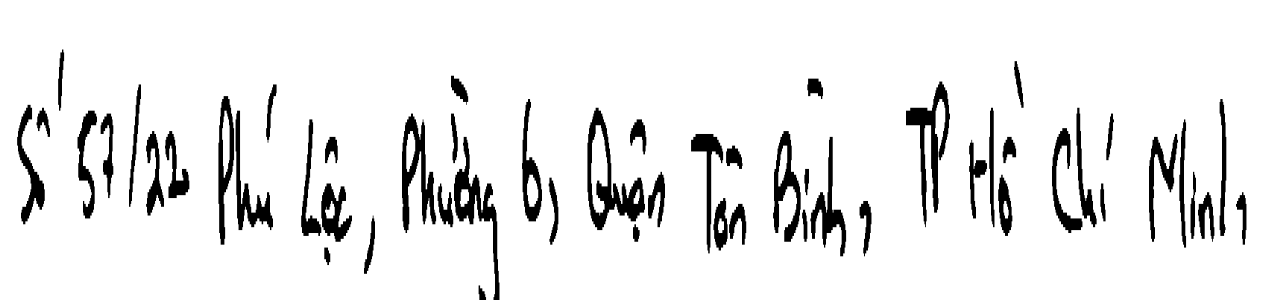 Số 57/22 Phú Lộc, Phường 6, Quận Tân Bình, TP Hồ Chí Minh,